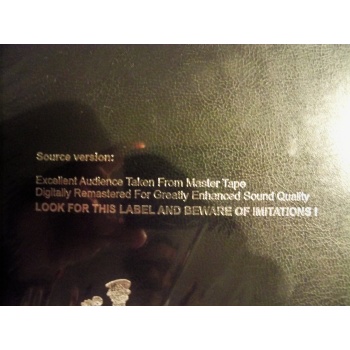 Source version:
Excellent Audience Taken From Master Tape
Digitally Remastered For Greatly Enhanced Sound Quality
LOOK FOR THIS LABEL AND BEWARE OF IMITATIONS !